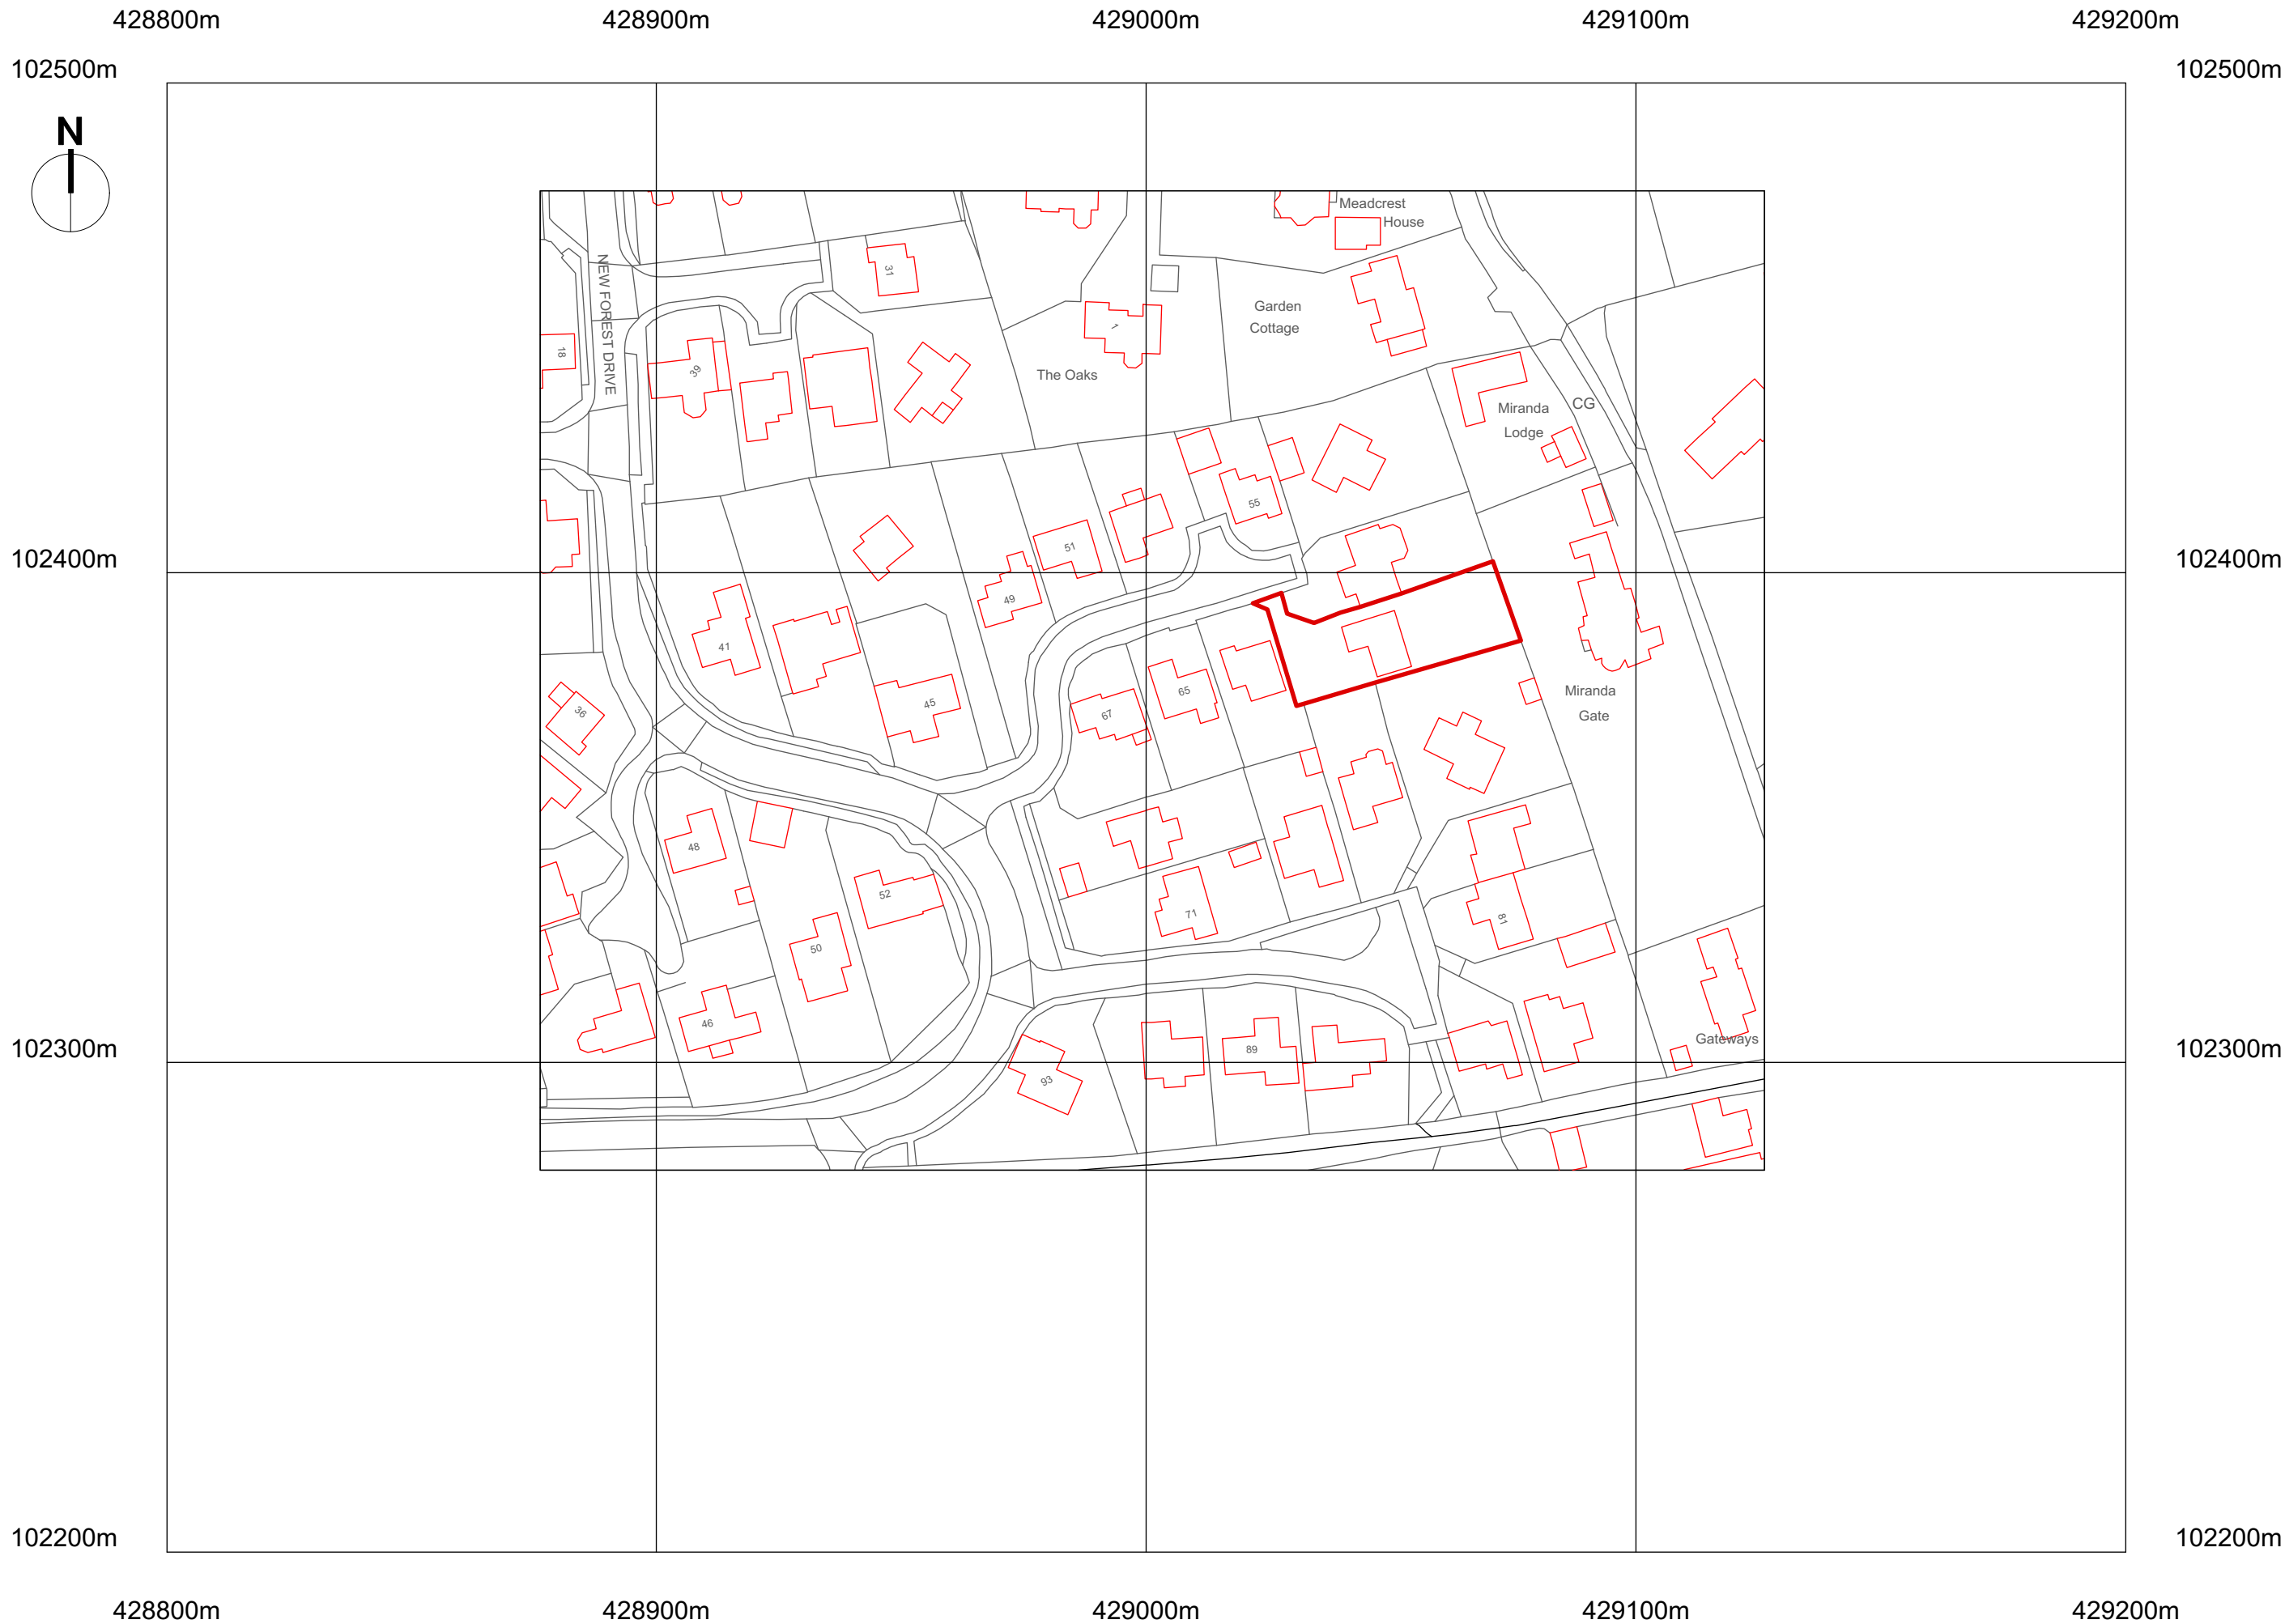 428800m
428900m
429000m
429100m
429200m
102500m
102500m
N
Meadcrest
House
NEW FOREST DRIVE
31
Garden
Cottage
1
18
39
The Oaks
Miranda
Lodge
CG
55
102400m
102400m
51
49
41
65
Miranda
Gate
45
67
36
48
52
71
81
50
46
Gateways
89
93
102300m
102300m
102200m
102200m
428800m
428900m
429000m
429100m
429200m